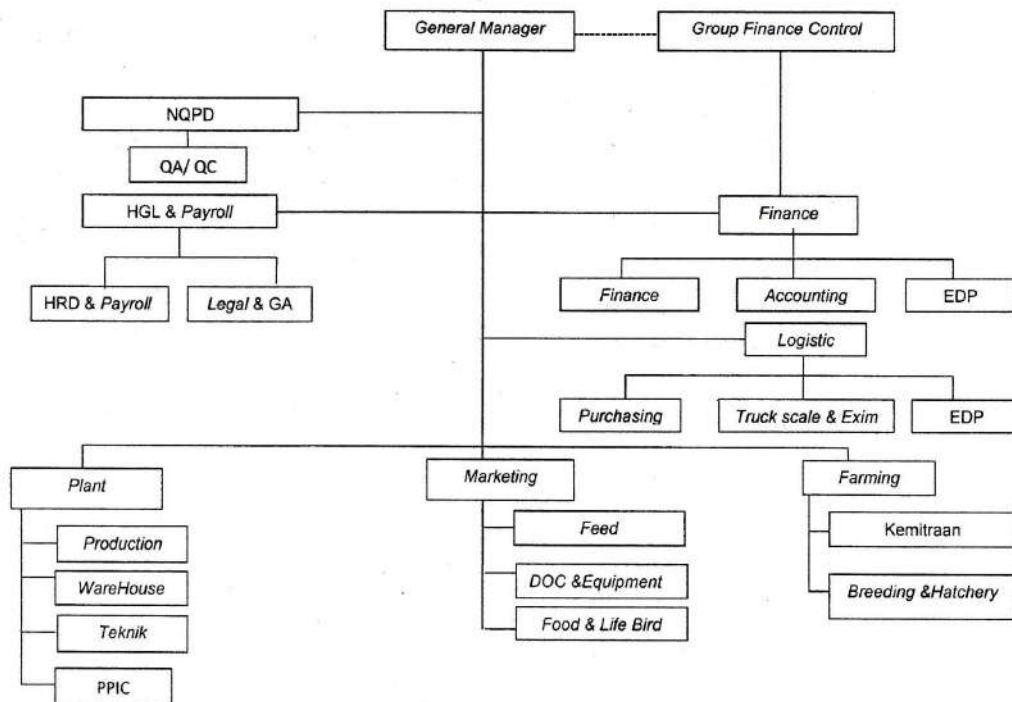 General Manager
Group Finance Control
NQPD
QA/ QC
HGL & Payroll
Finance
HRD & Payroll
Legal & GA
Finance
Accounting
EDP
Logistic
Purchasing
Truck scale & Exim
EDP
Plant
Marketing
Farming
Production
WareHouse
Teknik
PPIC
Feed
DOC &Equipment
Food & Life Bird
Kemitraan
Breeding &Hatchery